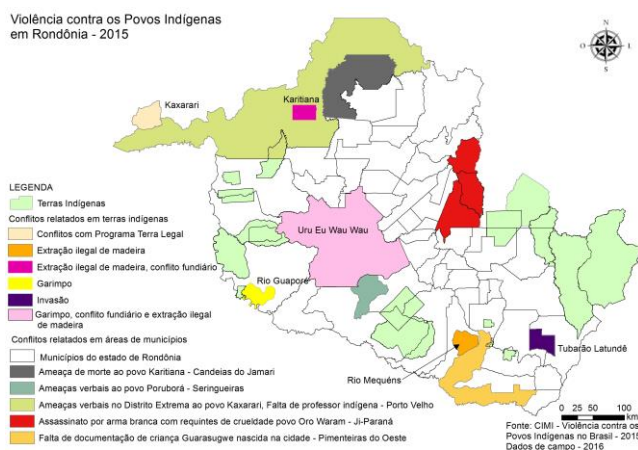 Violência contra os Povos Indígenas
em Rondônia - 2015
N
O
L
S
Kaxarari
Karitiana
Uru Eu Wau Wau
Rio Guaporé
Rio Mequéns
Tubarão Latundê
LEGENDA
Terras Indígenas
Conflitos relatados em terras indígenas
Conflitos com Programa Terra Legal
Extração ilegal de madeira
Extração ilegal de madeira, conflito fundiário
Garimpo
Invasão
Garimpo, conflito fundiário e extração ilegal
de madeira
Conflitos relacionados em áreas de municípios
Municípios do estado de Rondônia
Ameaça de morte ao povo Karitiana - Candeias do Jamari
Ameaças verbais ao povo Poruborá - Seringueiras
Ameaças verbais no Distrito Extrema ao povo Kaxarari, Falta de professor indígena - Porto Velho
Assassinato por arma branca com requintes de crueldade povo Oro Waram - Ji-Paraná
Falta de documentação de criança Guarasugwe nascida na cidade - Pimenteiras do Oeste
0 50 100
km
Fonte: CIMI - Violência contra os
Povos Indígenas no Brasil - 2015
Dados de campo - 2016